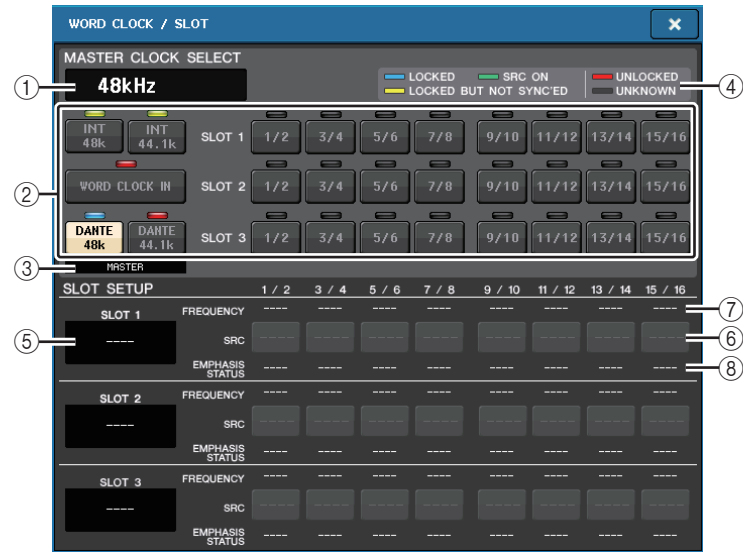 WORD CLOCK / SLOT ×
MASTER CLOCK SELECT
① 48kHz
LOCKED SRC ON UNLOCKED
LOCKED BUT NOT SYNC'ED UNKNOWN ④
②
INT 48k INT 44.1k SLOT 1 1/2 3/4 5/6 7/8 9/10 11/12 13/14 15/16
WORD CLOCK IN SLOT 2 1/2 3/4 5/6 7/8 9/10 11/12 13/14 15/16
DANTE 48k DANTE 44.1k SLOT 3 1/2 3/4 5/6 7/8 9/10 11/12 13/14 15/16
③ MASTER
SLOT SETUP 1 / 2 3 / 4 5 / 6 7 / 8 9 / 10 11 / 12 13 / 14 15 / 16
SLOT 1 FREQUENCY ---- ---- ---- ---- ---- ---- ---- ---- ⑦
⑤ ---- SRC ---- ---- ---- ---- ---- ---- ---- ---- ⑥
EMPHASIS STATUS ---- ---- ---- ---- ---- ---- ---- ---- ⑧
SLOT 2 FREQUENCY ---- ---- ---- ---- ---- ---- ---- ----
---- SRC ---- ---- ---- ---- ---- ---- ---- ----
EMPHASIS STATUS ---- ---- ---- ---- ---- ---- ---- ----
SLOT 3 FREQUENCY ---- ---- ---- ---- ---- ---- ---- ----
---- SRC ---- ---- ---- ---- ---- ---- ---- ----
EMPHASIS STATUS ---- ---- ---- ---- ---- ---- ---- ----